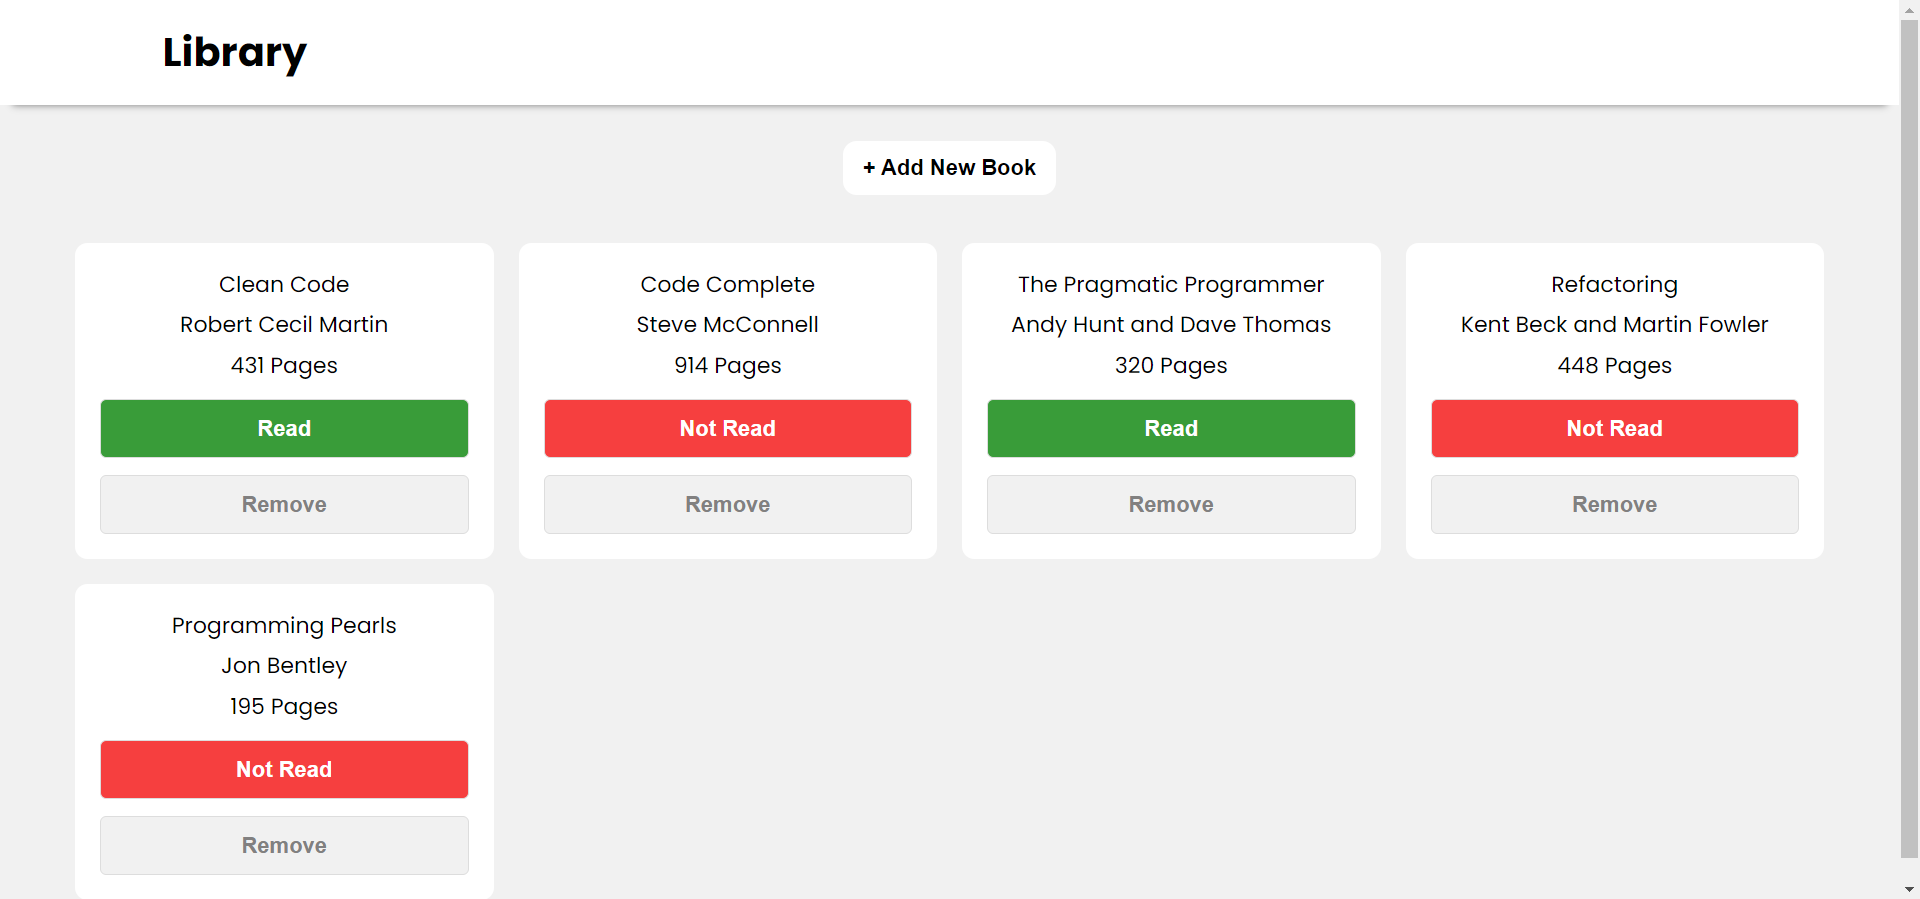 Library
+ Add New Book
Clean Code
Robert Cecil Martin
431 Pages
Read
Remove
Code Complete
Steve McConnell
914 Pages
Not Read
Remove
The Pragmatic Programmer
Andy Hunt and Dave Thomas
320 Pages
Read
Remove
Refactoring
Kent Beck and Martin Fowler
448 Pages
Not Read
Remove
Programming Pearls
Jon Bentley
195 Pages
Not Read
Remove